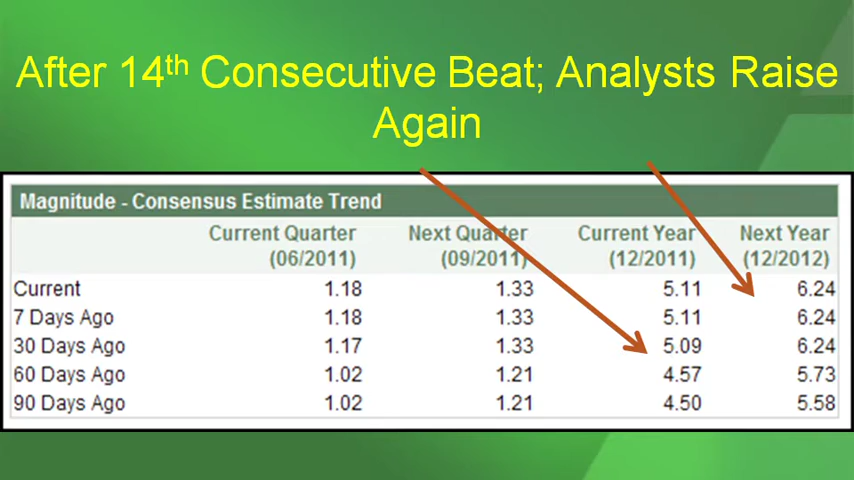 After 14th Consecutive Beat; Analysts Raise
Again
Magnitude - Consensus Estimate Trend
Current Quarter Next Quarter Current Year Next Year
(06/2011) (09/2011) (12/2011) (12/2012)
Current 1.18 1.33 5.11 6.24
7 Days Ago 1.18 1.33 5.11 6.24
30 Days Ago 1.17 1.33 5.09 6.24
60 Days Ago 1.02 1.21 4.57 5.73
90 Days Ago 1.02 1.21 4.50 5.58